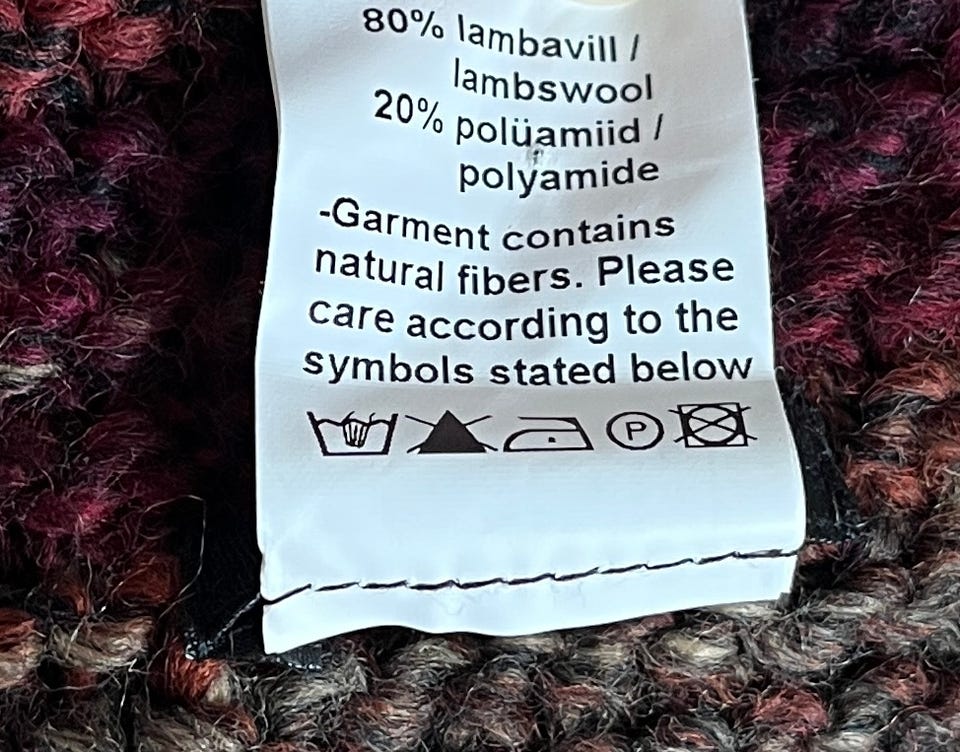 80% lambavill /
lambswool
20% polüamiid /
polyamide
-Garment contains
natural fibers. Please
care according to the
symbols stated below
P